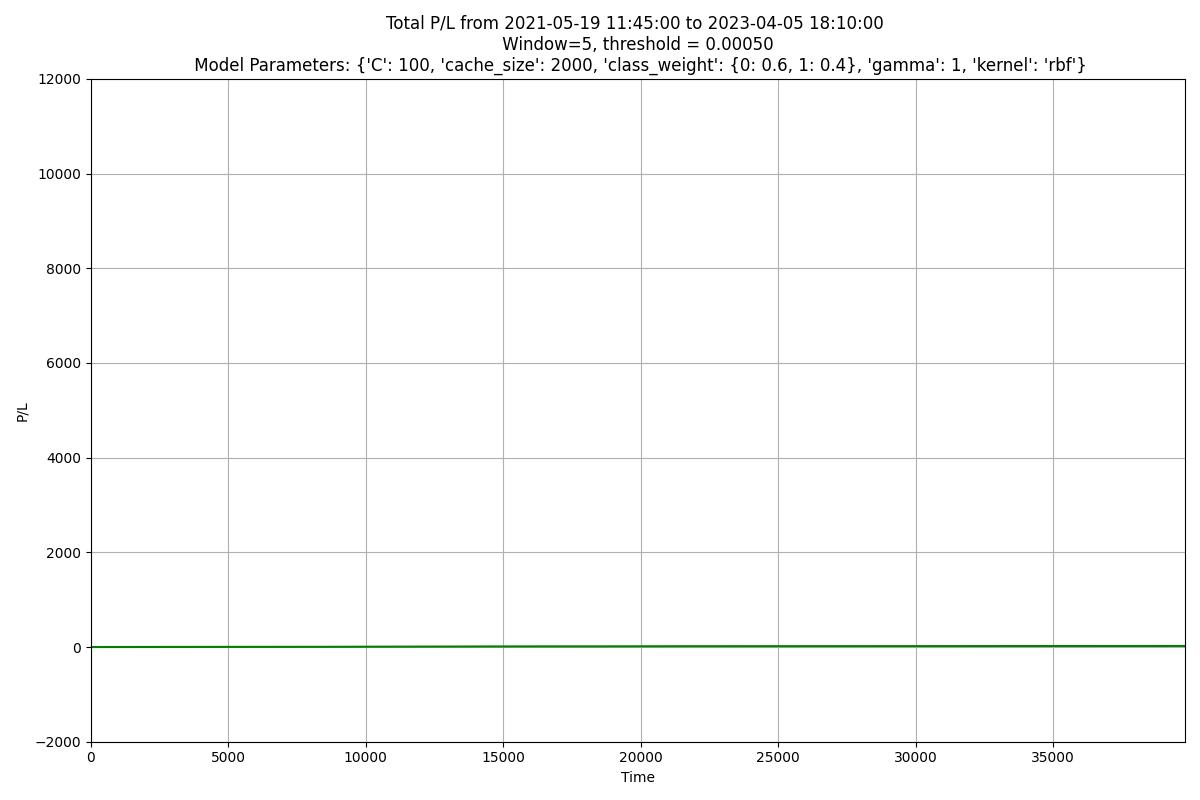 Total P/L from 2021-05-19 11:45:00 to 2023-04-05 18:10:00
Window=5, threshold = 0.00050
Model Parameters: {'C': 100, 'cache_size': 2000, 'class_weight': {0: 0.6, 1: 0.4}, 'gamma': 1, 'kernel': 'rbf'}
12000
10000
8000
6000
P/L
4000
2000
0
−2000
0 5000 10000 15000 20000 25000 30000 35000
Time